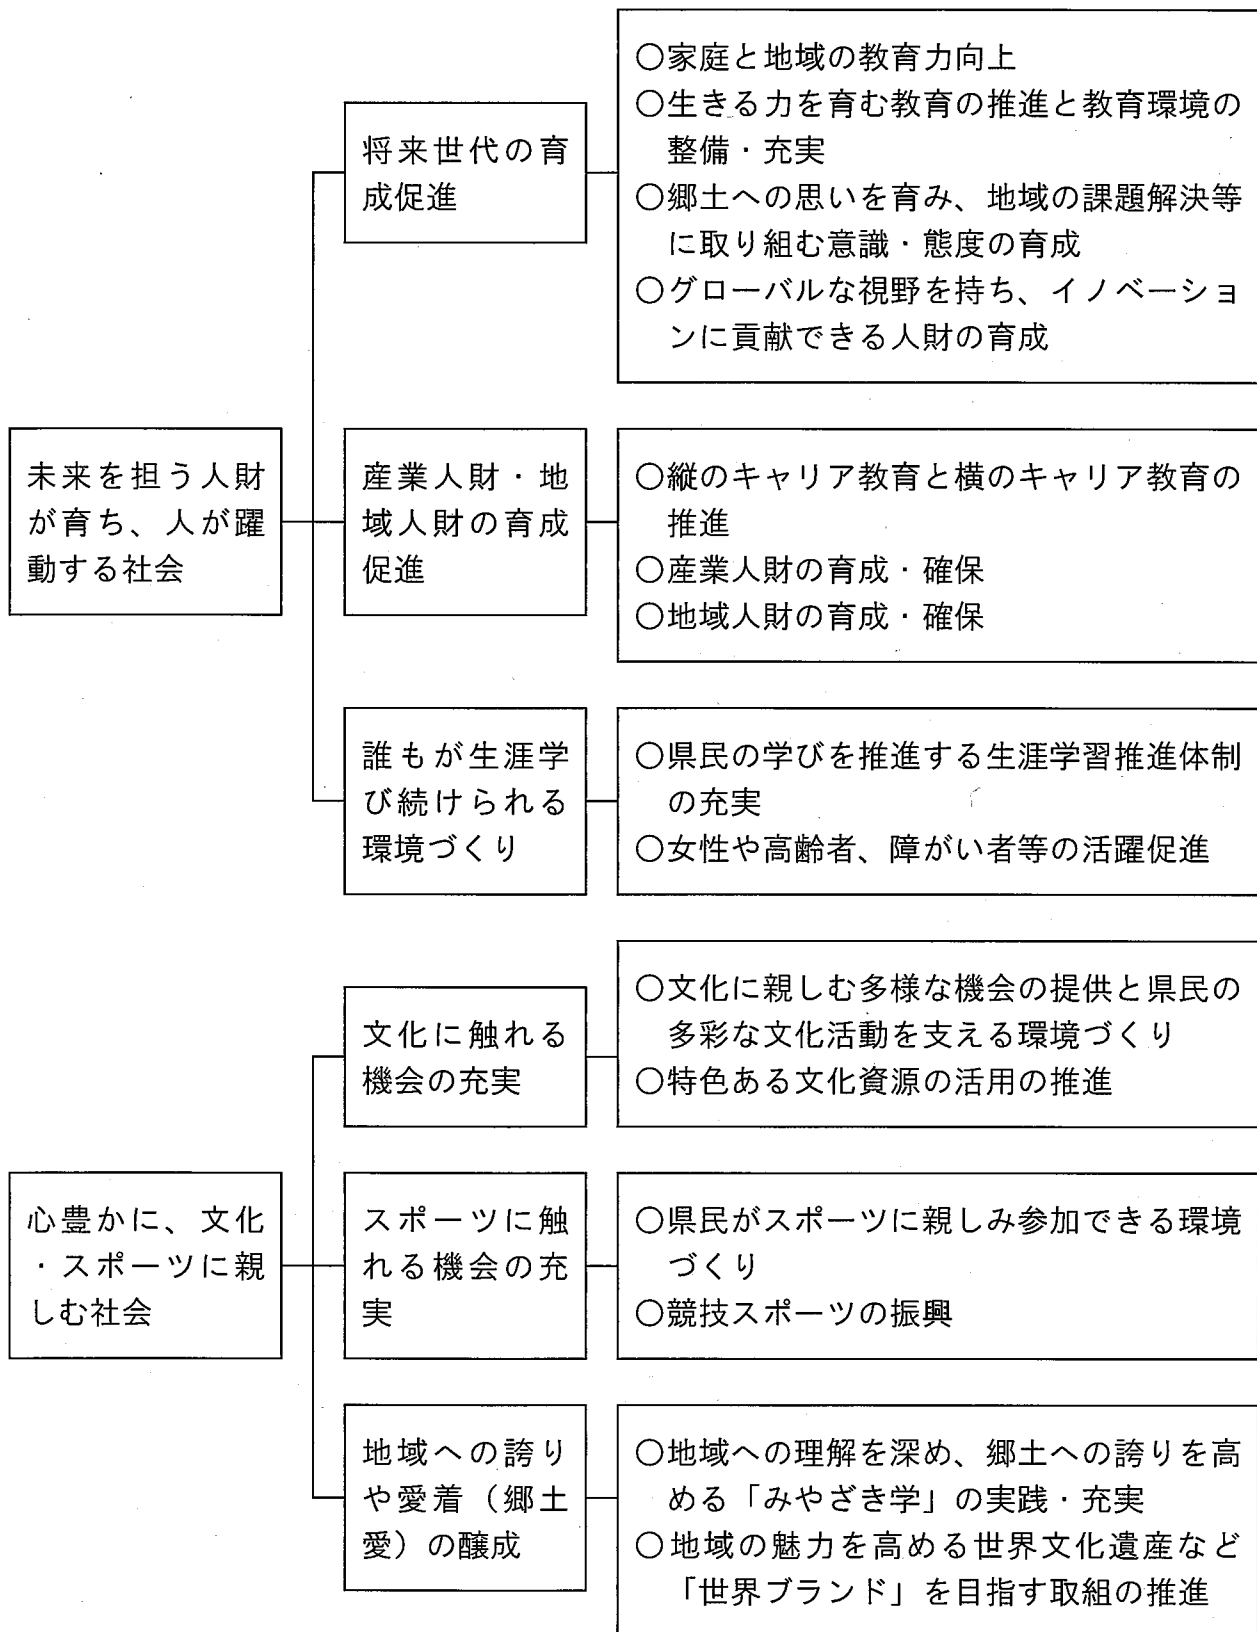 将来世代の育
成促進
○家庭と地域の教育力向上
○生きる力を育む教育の推進と教育環境の
整備・充実
○郷土への思いを育み、地域の課題解決等
に取り組む意識・態度の育成
○グローバルな視野を持ち、イノベーショ
ンに貢献できる人財の育成
未来を担う人財
が育ち、人が躍
動する社会
産業人財・地
域人財の育成
促進
○縦のキャリア教育と横のキャリア教育の
推進
○産業人財の育成・確保
○地域人財の育成・確保
誰もが生涯学
び続けられる
環境づくり
○県民の学びを推進する生涯学習推進体制
の充実
○女性や高齢者、障がい者等の活躍促進
文化に触れる
機会の充実
○文化に親しむ多様な機会の提供と県民の
多彩な文化活動を支える環境づくり
○特色ある文化資源の活用の推進
心豊かに、文化
・スポーツに親
しむ社会
スポーツに触
れる機会の充
実
○県民がスポーツに親しみ参加できる環境
づくり
○競技スポーツの振興
地域への誇り
や愛着（郷土
愛）の醸成
○地域への理解を深め、郷土への誇りを高
める「みやざき学」の実践・充実
○地域の魅力を高める世界文化遺産など
「世界ブランド」を目指す取組の推進